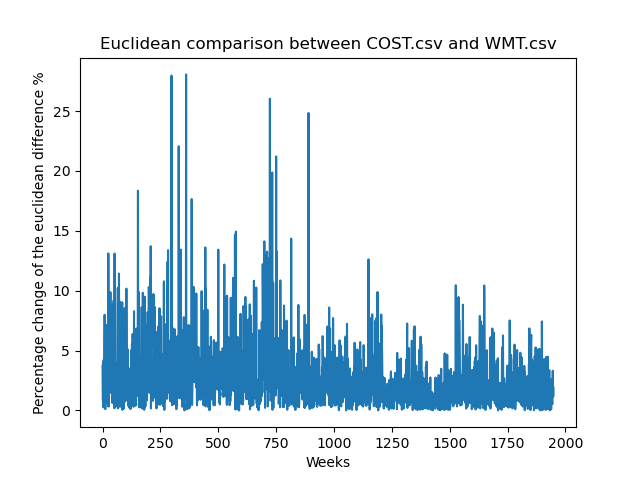 Euclidean comparison between COST.csv and WMT.csv
Percentage change of the euclidean difference %
25
20
15
10
5
0
0 250 500 750 1000 1250 1500 1750 2000
Weeks